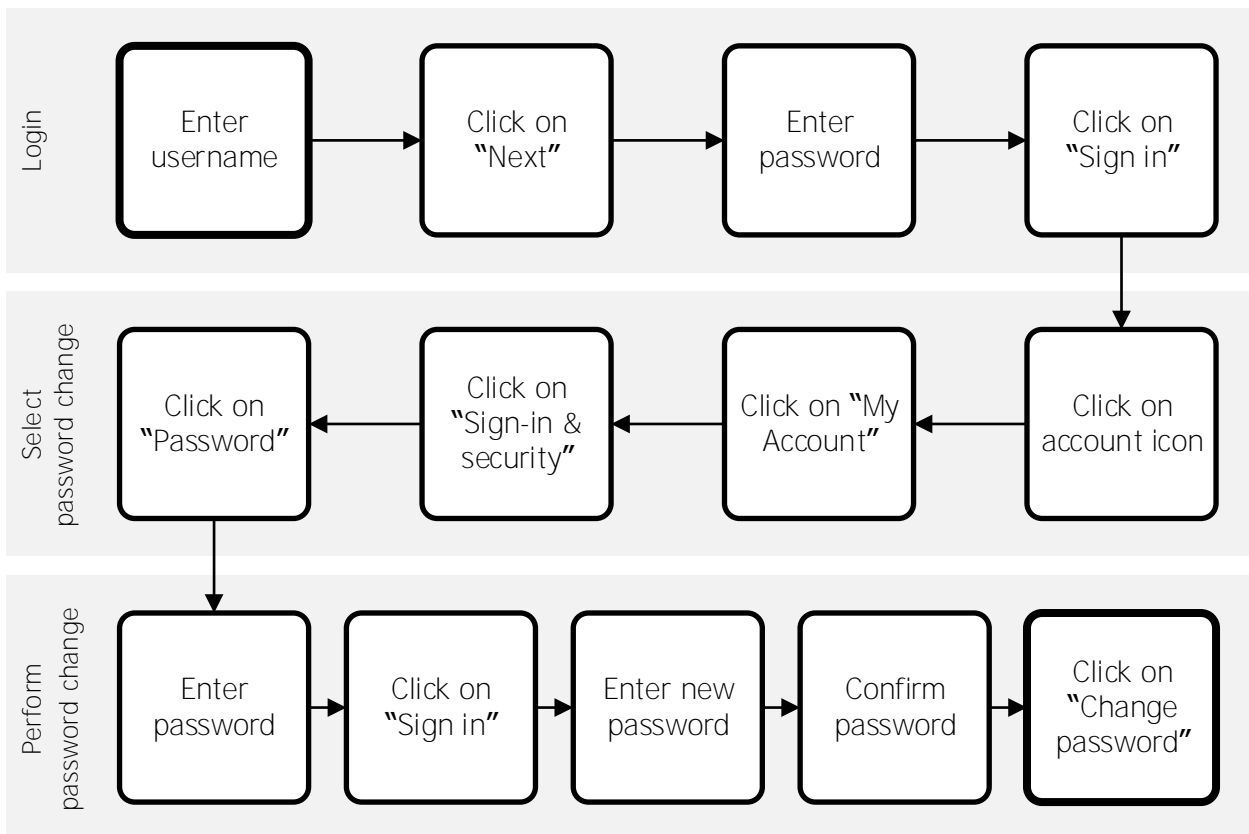 Login
Enter
username
Click on
"Next"
Enter
password
Click on
"Sign in"
Select
password change
Click on
"Password"
Click on
"Sign-in &
security"
Click on "My
Account"
Click on
account icon
Perform
password change
Enter
password
Click on
"Sign in"
Enter new
password
Confirm
password
Click on
"Change
password"